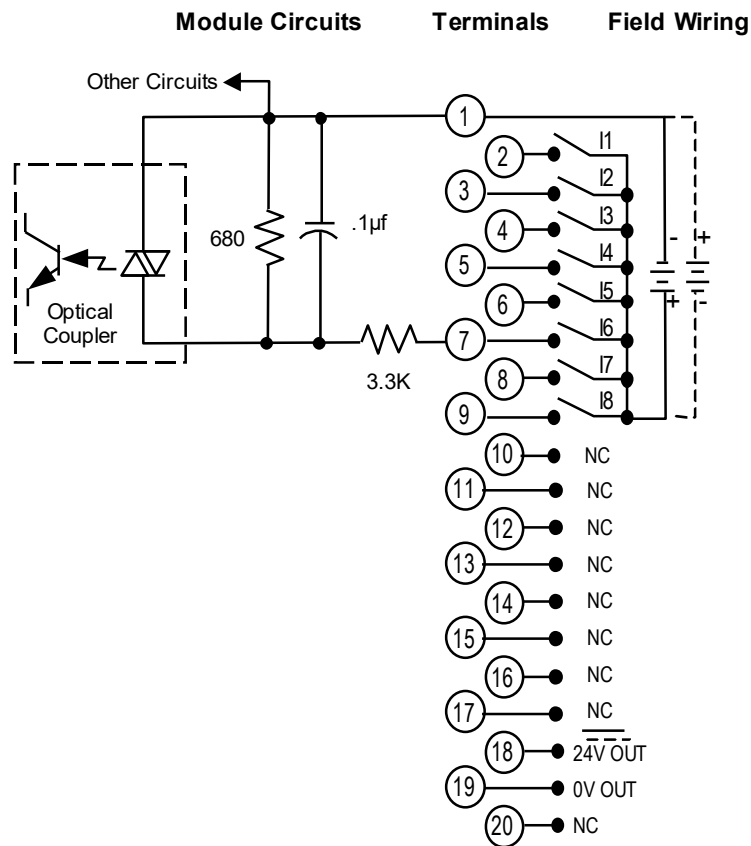 Module Circuits Terminals Field Wiring
Other Circuits
1
2 I1
3 I2
680 .1µf
4 I3
5 I4
Optical
Coupler
6 I5
7 I6
3.3K
8 I7
9 I8
- +
+ -
10 NC
11 NC
12 NC
13 NC
14 NC
15 NC
16 NC
17 NC
18 24V OUT
19 0V OUT
20 NC